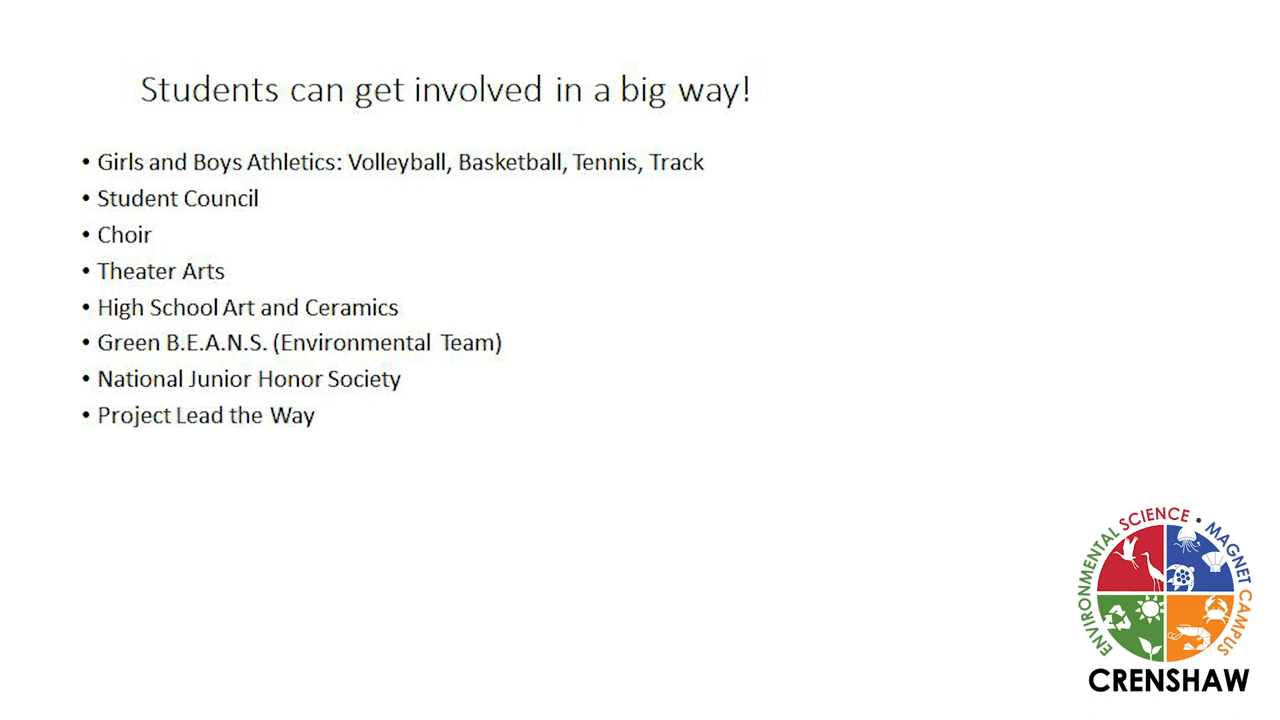 Students can get involved in a big way!
• Girls and Boys Athletics: Volleyball, Basketball, Tennis, Track
• Student Council
• Choir
• Theater Arts
• High School Art and Ceramics
• Green B.E.A.N.S. (Environmental Team)
• National Junior Honor Society
• Project Lead the Way
ENVIRONMENTAL SCIENCE • MAGNET CAMPUS
CRENSHAW